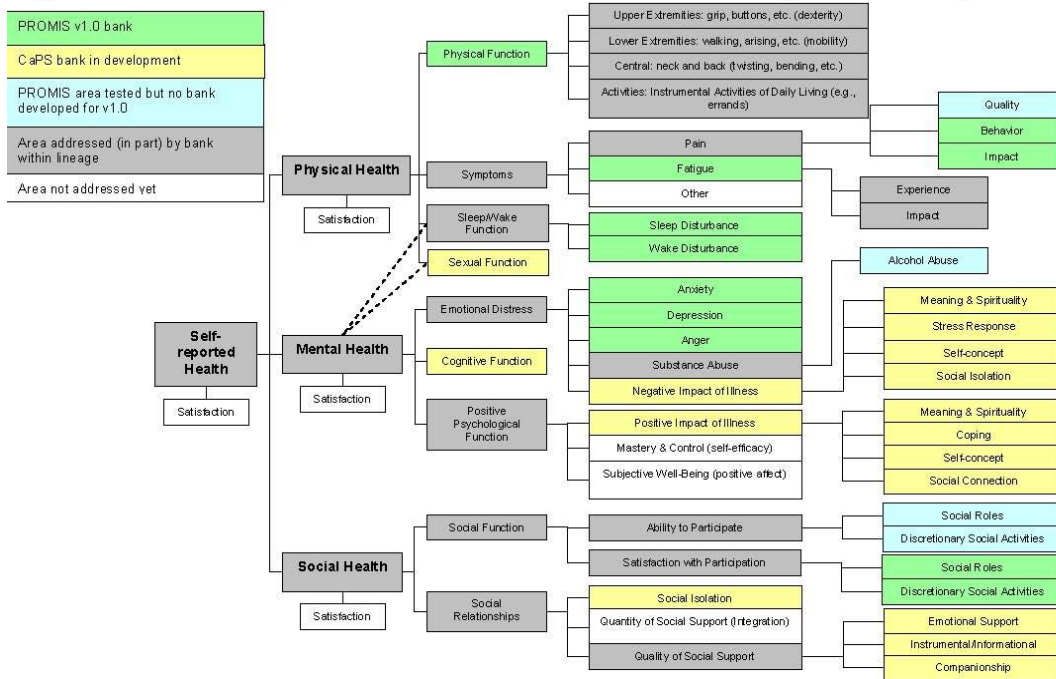 PROMIS v1.0 bank
CaPS bank in development
PROMIS area tested but no bank
developed for v1.0
Area addressed (in part) by bank
within lineage
Area not addressed yet
Self-
reported
Health
Satisfaction
Physical Health
Satisfaction
Physical Function
Upper Extremities: grip, buttons, etc. (dexterity)
Lower Extremities: walking, arising, etc. (mobility)
Central: neck and back (twisting, bending, etc.)
Activities: Instrumental Activities of Daily Living (e.g.,
errands)
Symptoms
Pain
Quality
Behavior
Impact
Fatigue
Experience
Impact
Other
Sleep/Wake
Function
Sleep Disturbance
Wake Disturbance
Sexual Function
Mental Health
Satisfaction
Emotional Distress
Anxiety
Depression
Anger
Substance Abuse
Alcohol Abuse
Negative Impact of Illness
Meaning & Spirituality
Stress Response
Self-concept
Social Isolation
Cognitive Function
Positive
Psychological
Function
Positive Impact of Illness
Meaning & Spirituality
Coping
Self-concept
Social Connection
Mastery & Control (self-efficacy)
Subjective Well-Being (positive affect)
Social Health
Satisfaction
Social Function
Ability to Participate
Social Roles
Discretionary Social Activities
Satisfaction with Participation
Social Roles
Discretionary Social Activities
Social
Relationships
Social Isolation
Quantity of Social Support (Integration)
Quality of Social Support
Emotional Support
Instrumental/Informational
Companionship